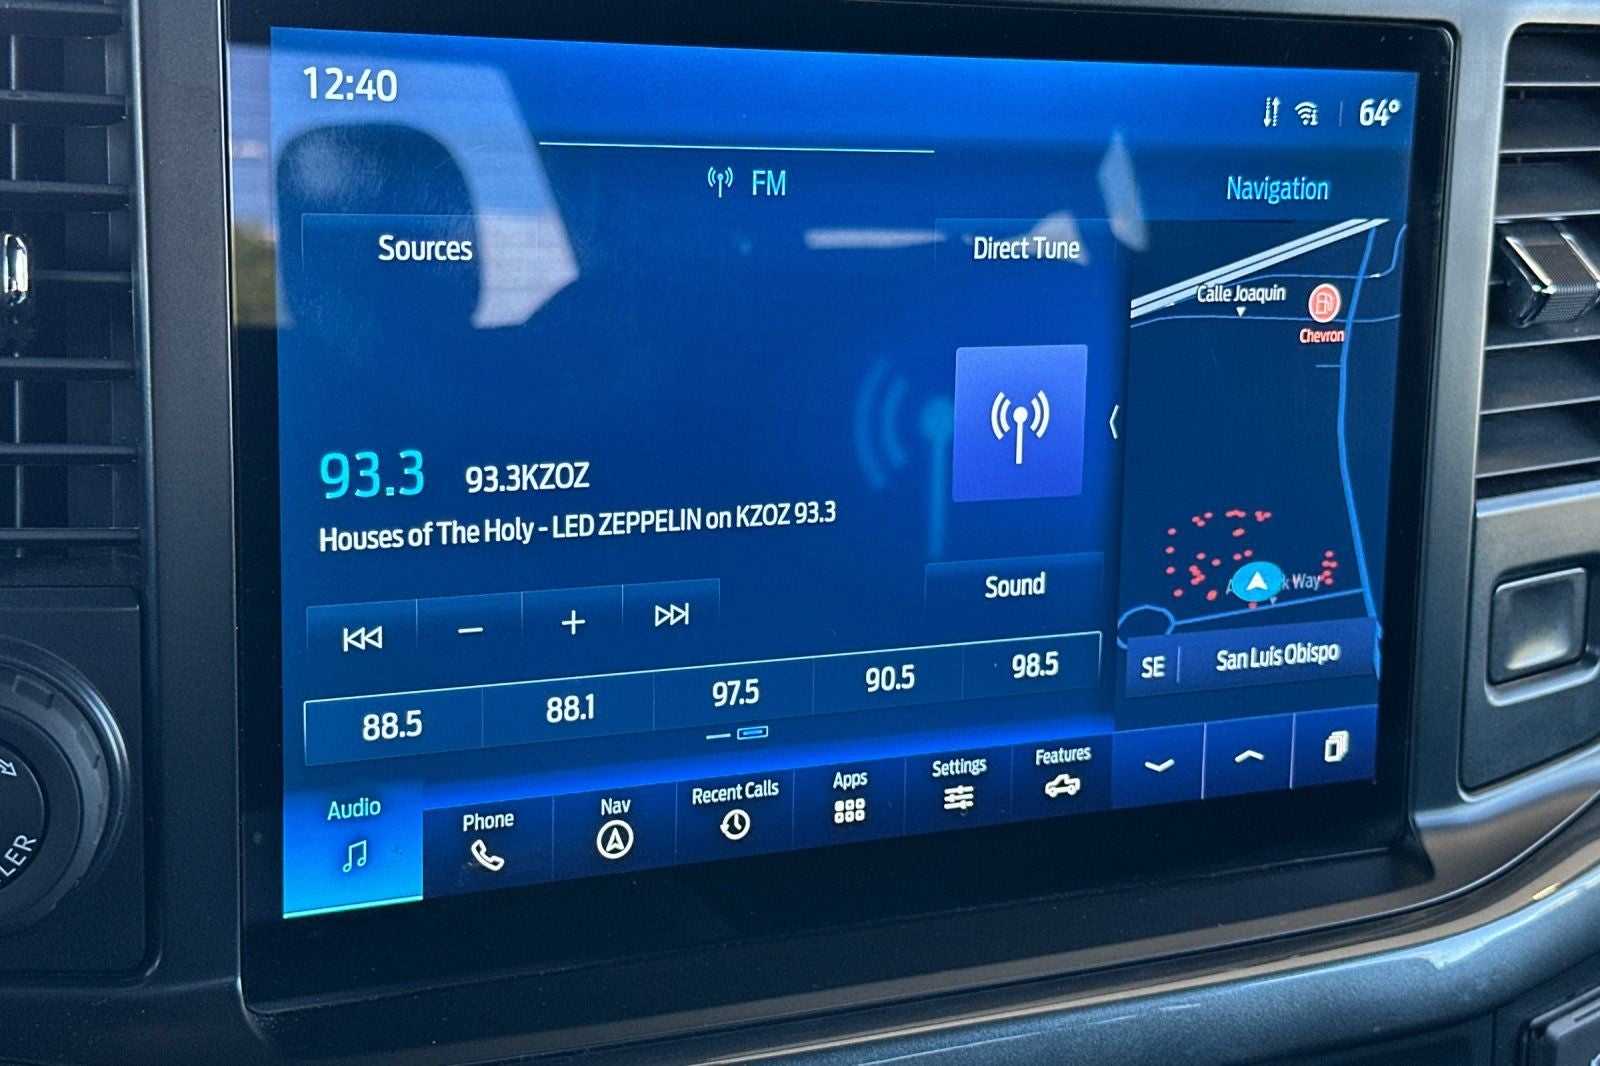 12:40
64°
FM
Navigation
Sources
Direct Tune
Calle Joaquin
Chevron
93.3
93.3KZOZ
Houses of The Holy - LED ZEPPELIN on KZOZ 93.3
Way
Sound
SE
San Luis Obispo
88.5
88.1
97.5
90.5
98.5
Audio
Phone
Nav
Recent Calls
Apps
Settings
Features
LER